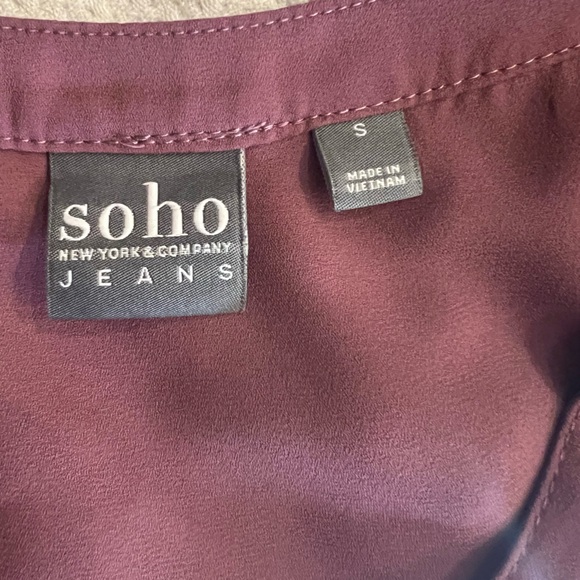 soho
NEW YORK & COMPANY
JEANS
S
MADE IN
VIETNAM